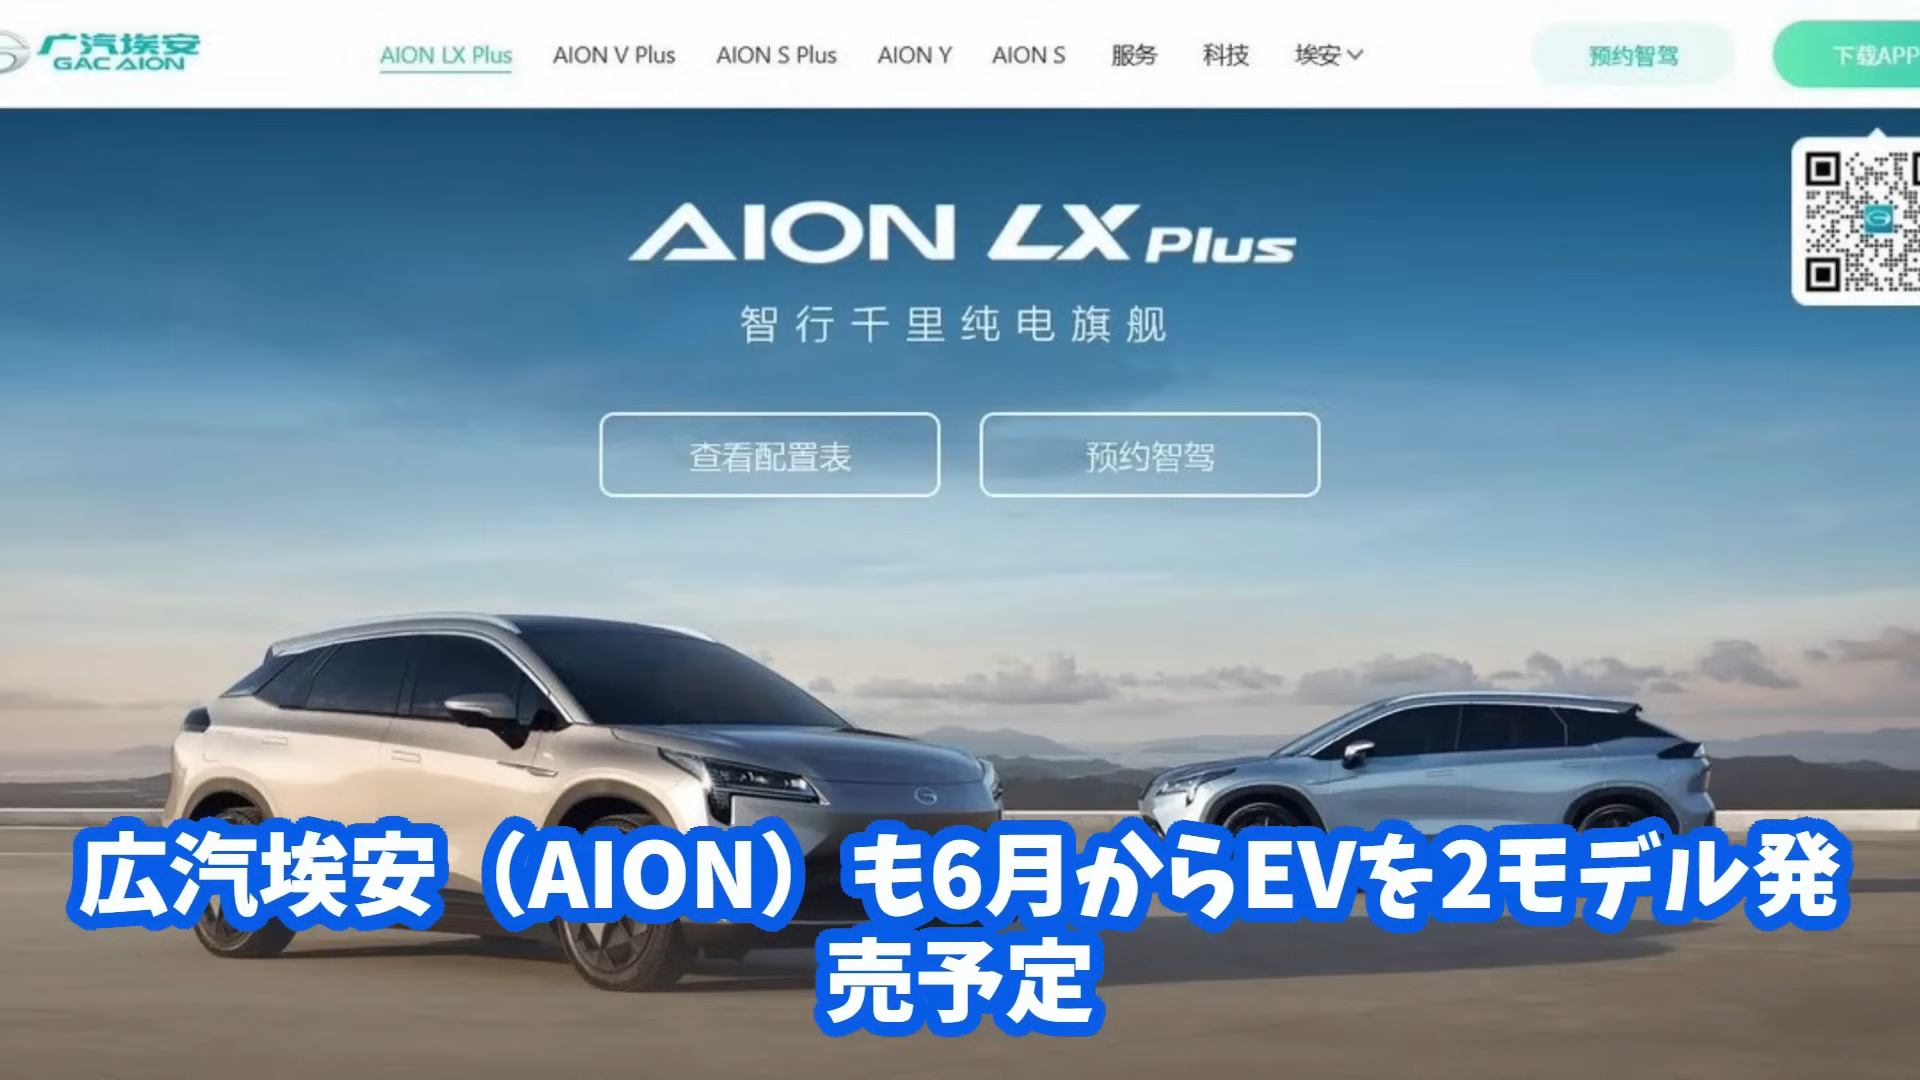 广汽埃安
GAC AION
AION LX Plus
AION V Plus
AION S Plus
AION Y
AION S
服务
科技
埃安
预约智驾
下载APP
AION LX Plus
智行千里纯电旗舰
查看配置表
预约智驾
広汽埃安（AION）も6月からEVを2モデル発
売予定